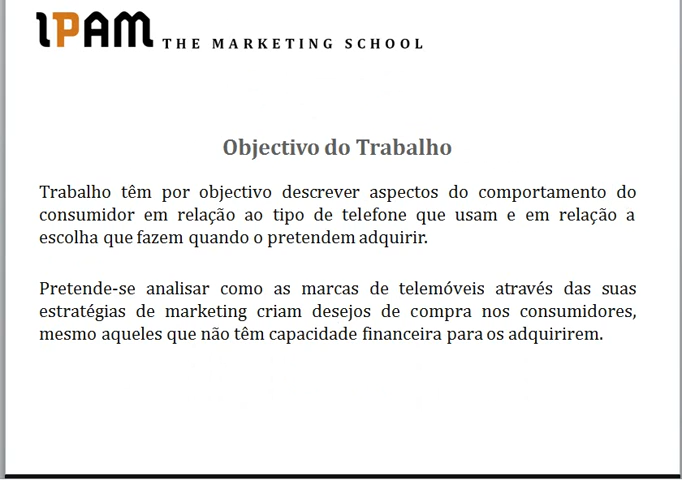 IPAM THE MARKETING SCHOOL
Objectivo do Trabalho
Trabalho têm por objectivo descrever aspectos do comportamento do
consumidor em relação ao tipo de telefone que usam e em relação a
escolha que fazem quando o pretendem adquirir.
Pretende-se analisar como as marcas de telemóveis através das suas
estratégias de marketing criam desejos de compra nos consumidores,
mesmo aqueles que não têm capacidade financeira para os adquirirem.